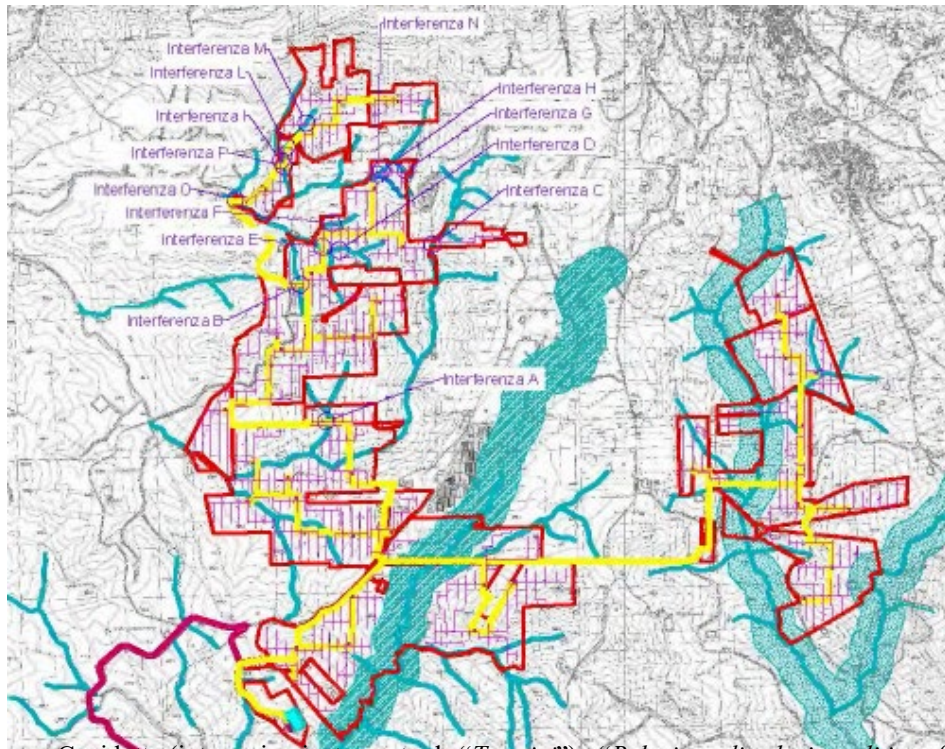 Interferenza N
Interferenza M
Interferenza L
Interferenza H
Interferenza I
Interferenza G
Interferenza P
Interferenza D
Interferenza O
Interferenza C
Interferenza F
Interferenza E
Interferenza B
Interferenza A